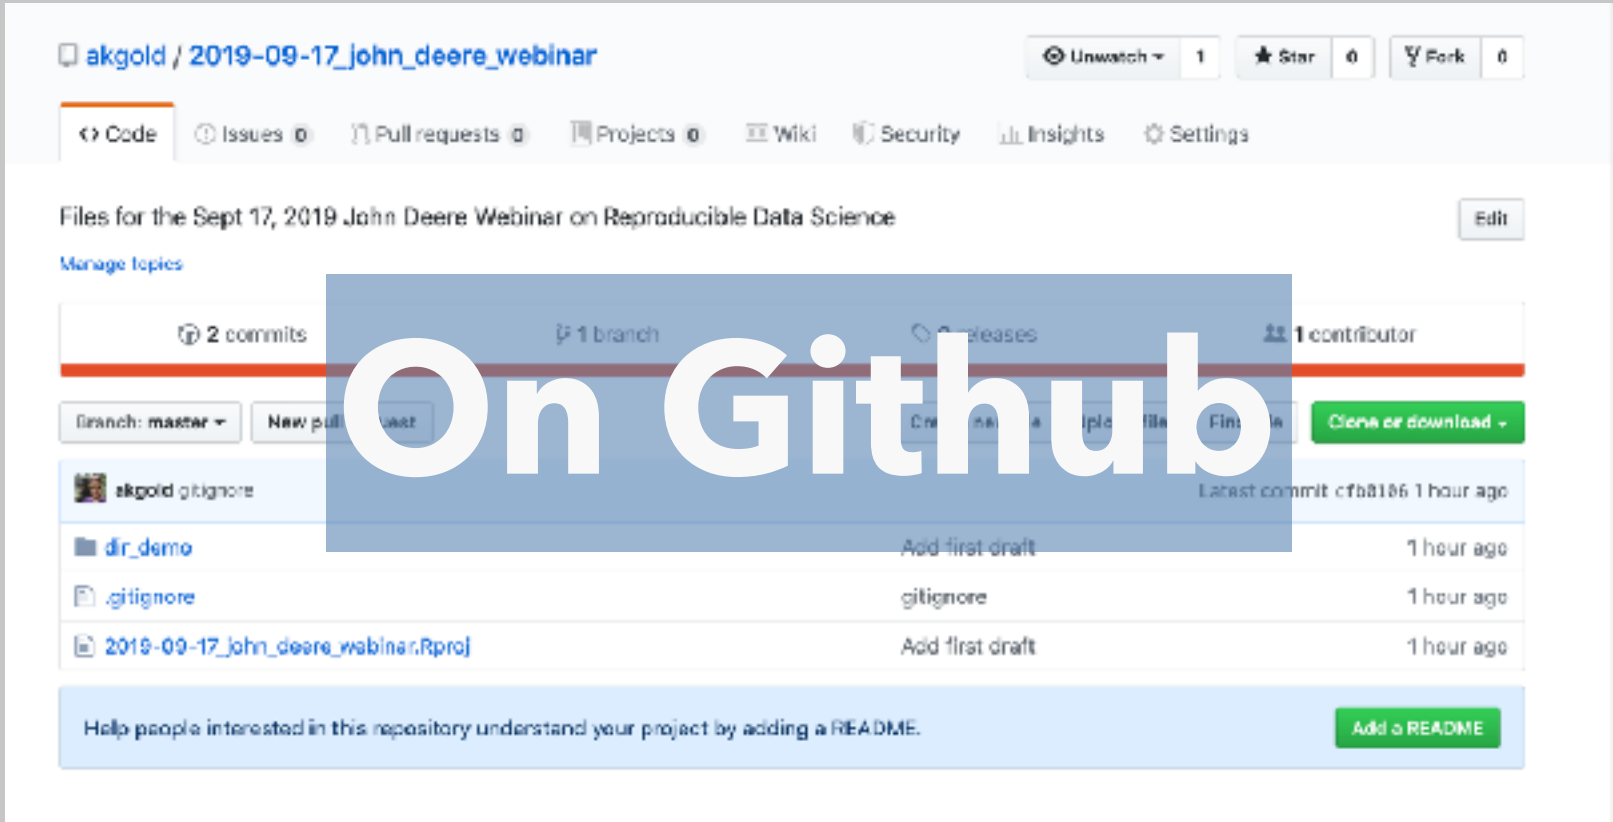 akgold / 2019-09-17_john_deere_webinar
Unwatch 1 Star 0 Fork 0
Code Issues 0 Pull requests 0 Projects 0 Wiki Security Insights Settings
Files for the Sept 17, 2019 John Deere Webinar on Reproducible Data Science
Edit
Manage topics
2 commits 1 branch releases 1 contributor
On Github
Branch: master New pull Clone or download
akgold gitignore Latest commit cfb8106 1 hour ago
dir_demo Add first draft 1 hour ago
.gitignore gitignore 1 hour ago
2019-09-17_john_deere_webinar.Rproj Add first draft 1 hour ago
Help people interested in this repository understand your project by adding a README.
Add a README